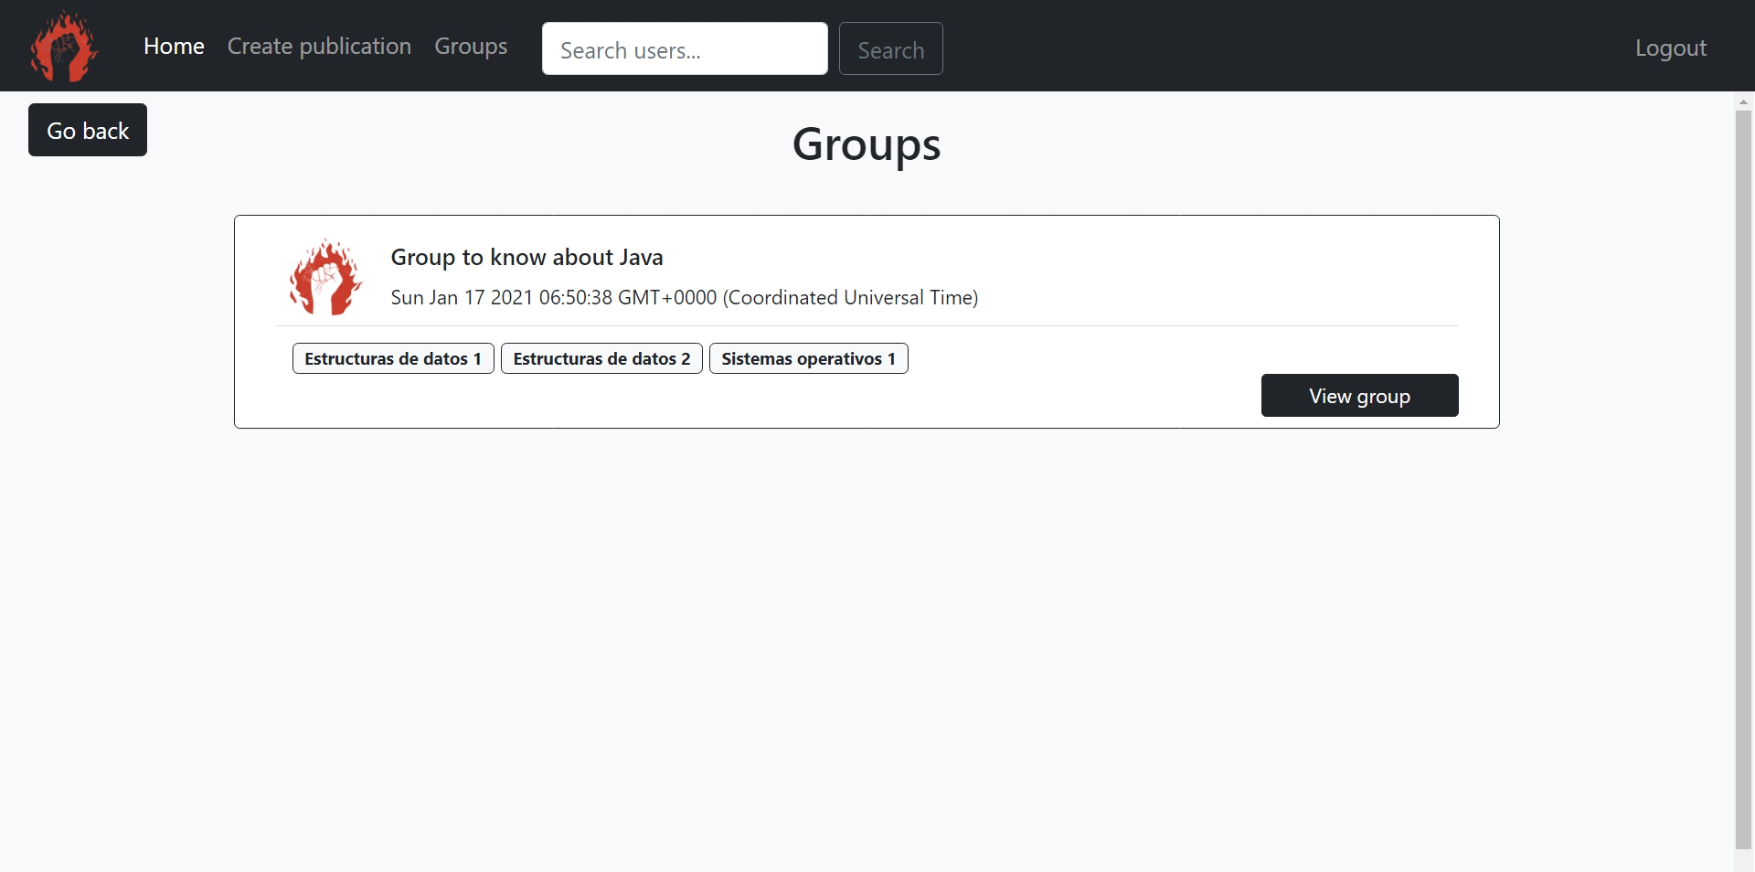 Home Create publication Groups Search users... Search Logout
Go back
Groups
Group to know about Java
Sun Jan 17 2021 06:50:38 GMT+0000 (Coordinated Universal Time)
Estructuras de datos 1 Estructuras de datos 2 Sistemas operativos 1
View group